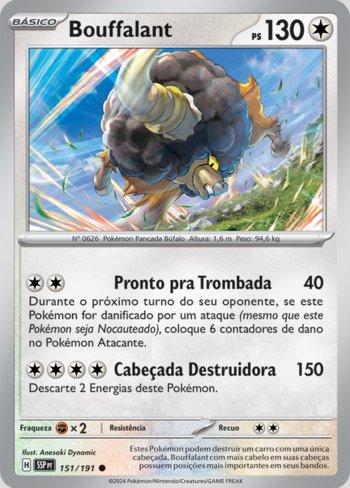 BÁSICO
Bouffalant
PS 130
Nº 0626 Pokémon Pancada Búfalo Altura: 1,6 m Peso: 94,6 kg
Pronto pra Trombada 40
Durante o próximo turno do seu oponente, se este
Pokémon for danificado por um ataque (mesmo que este
Pokémon seja Nocauteado), coloque 6 contadores de dano
no Pokémon Atacante.
Cabeçada Destruidora 150
Descarte 2 Energias deste Pokémon.
Fraqueza ×2 Resistência Recuo
Ilust. Anesaki Dynamic
H SSP PT 151/191
Estes Pokémon podem destruir um carro com uma única
cabeçada. Bouffalant com mais cabelo em suas cabeças
possuem posições mais importantes em seus bandos.
©2024 Pokémon/Nintendo/Creatures/GAME FREAK